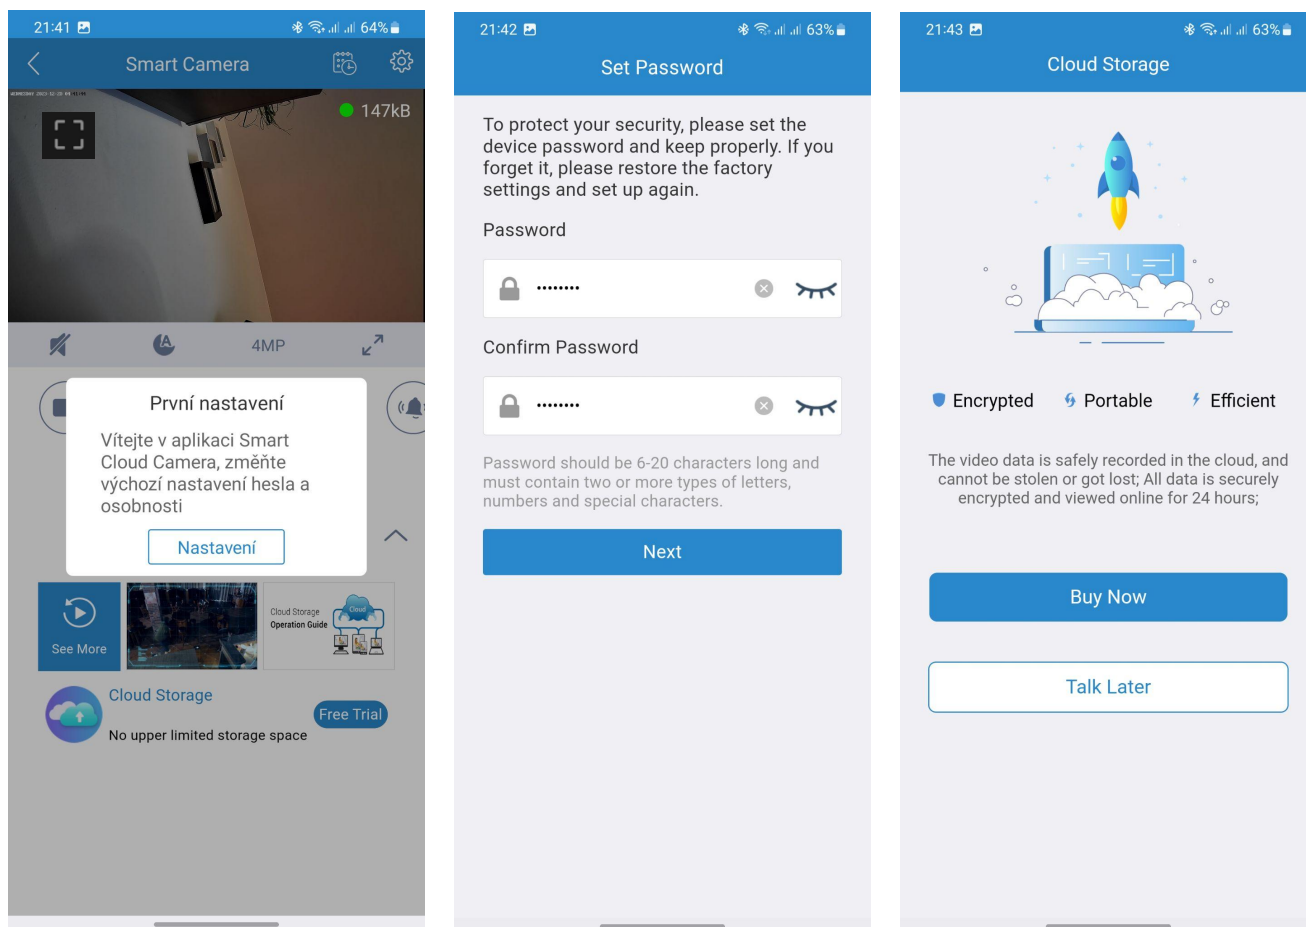 21:41
64%
Smart Camera
147kB
4MP
První nastavení
Vítejte v aplikaci Smart
Cloud Camera, změňte
výchozí nastavení hesla a
osobnosti
Nastavení
See More
Cloud Storage
Operation Guide
Cloud
Cloud Storage
No upper limited storage space
Free Trial
21:42
63%
Set Password
To protect your security, please set the
device password and keep properly. If you
forget it, please restore the factory
settings and set up again.
Password
••••••••
Confirm Password
••••••••
Password should be 6-20 characters long and
must contain two or more types of letters,
numbers and special characters.
Next
21:43
63%
Cloud Storage
Encrypted
Portable
Efficient
The video data is safely recorded in the cloud, and
cannot be stolen or got lost; All data is securely
encrypted and viewed online for 24 hours;
Buy Now
Talk Later